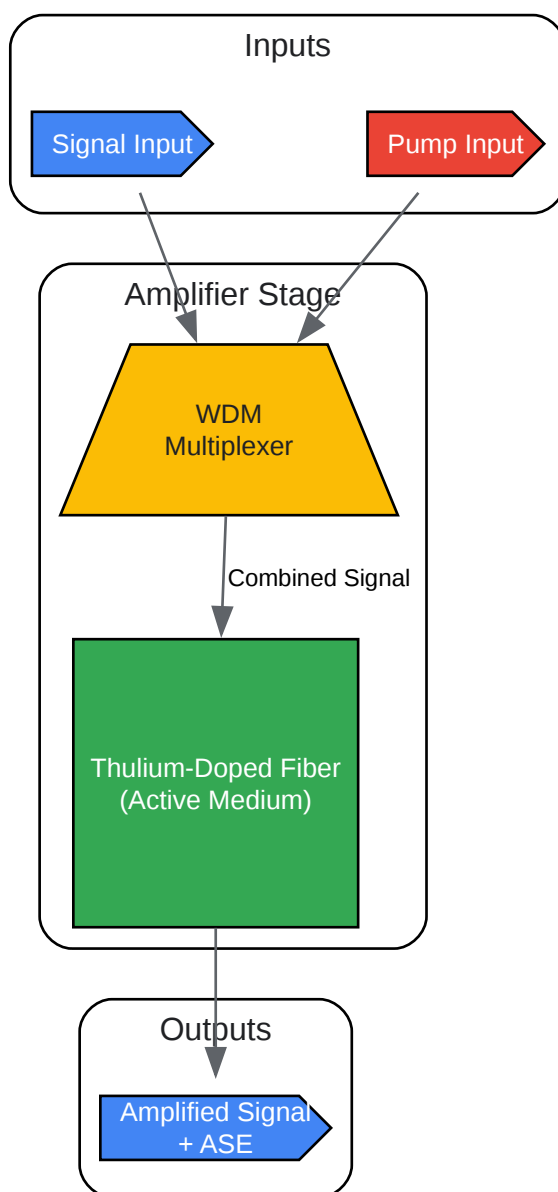 Inputs
Signal Input
Pump Input
Amplifier Stage
WDM
Multiplexer
Combined Signal
Thulium-Doped Fiber
(Active Medium)
Outputs
Amplified Signal
+ ASE